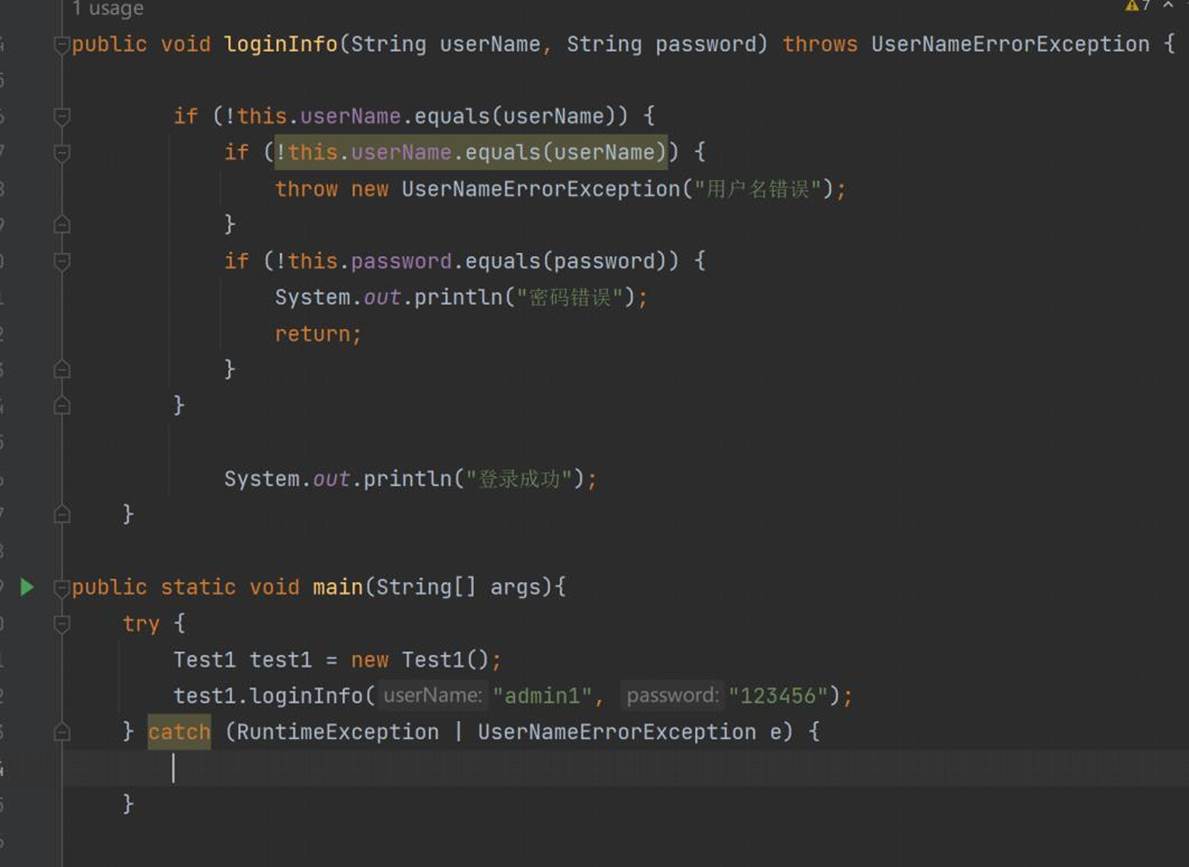 1 usage
7
public void loginInfo(String userName, String password) throws UserNameErrorException {
if (!this.userName.equals(userName)) {
if (!this.userName.equals(userName)) {
throw new UserNameErrorException("用户名错误");
}
if (!this.password.equals(password)) {
System.out.println("密码错误");
return;
}
}
System.out.println("登录成功");
}
public static void main(String[] args){
try {
Test1 test1 = new Test1();
test1.loginInfo( userName: "admin1", password: "123456");
} catch (RuntimeException | UserNameErrorException e) {
}